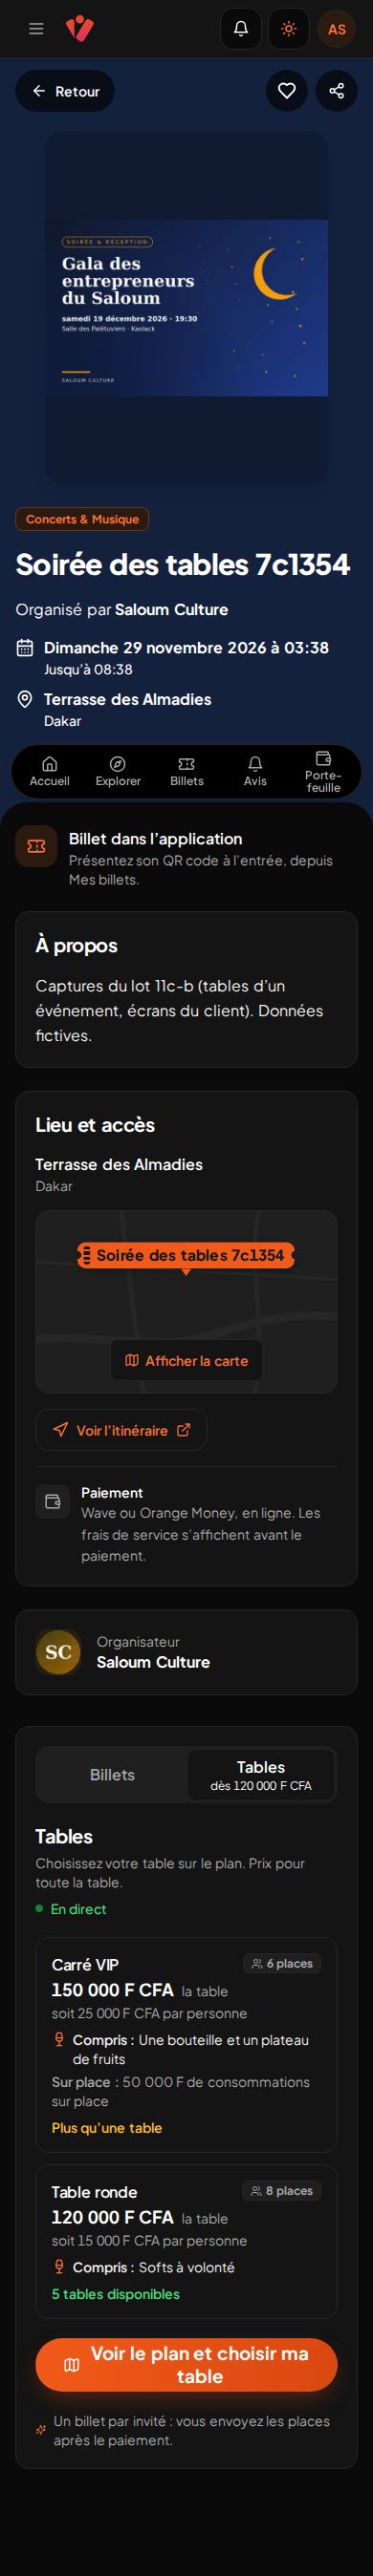 AS
Retour
SOIRÉE & RÉCEPTION
Gala des
entrepreneurs
du Saloum
samedi 19 décembre 2026 · 19:30
Salle des Palétuviers · Kaolack
SALOUM CULTURE
Concerts & Musique
Soirée des tables 7c1354
Organisé par Saloum Culture
Dimanche 29 novembre 2026 à 03:38
Jusqu’à 08:38
Terrasse des Almadies
Dakar
Accueil Explorer Billets Avis Porte-
feuille
Billet dans l’application
Présentez son QR code à l’entrée, depuis
Mes billets.
À propos
Captures du lot 11c-b (tables d’un
événement, écrans du client). Données
fictives.
Lieu et accès
Terrasse des Almadies
Dakar
Soirée des tables 7c1354
Afficher la carte
Voir l’itinéraire
Paiement
Wave ou Orange Money, en ligne. Les
frais de service s’affichent avant le
paiement.
SC
Organisateur
Saloum Culture
Billets
Tables
dès 120 000 F CFA
Tables
Choisissez votre table sur le plan. Prix pour
toute la table.
En direct
Carré VIP 6 places
150 000 F CFA la table
soit 25 000 F CFA par personne
Compris : Une bouteille et un plateau
de fruits
Sur place : 50 000 F de consommations
sur place
Plus qu’une table
Table ronde 8 places
120 000 F CFA la table
soit 15 000 F CFA par personne
Compris : Softs à volonté
5 tables disponibles
Voir le plan et choisir ma
table
Un billet par invité : vous envoyez les places
après le paiement.